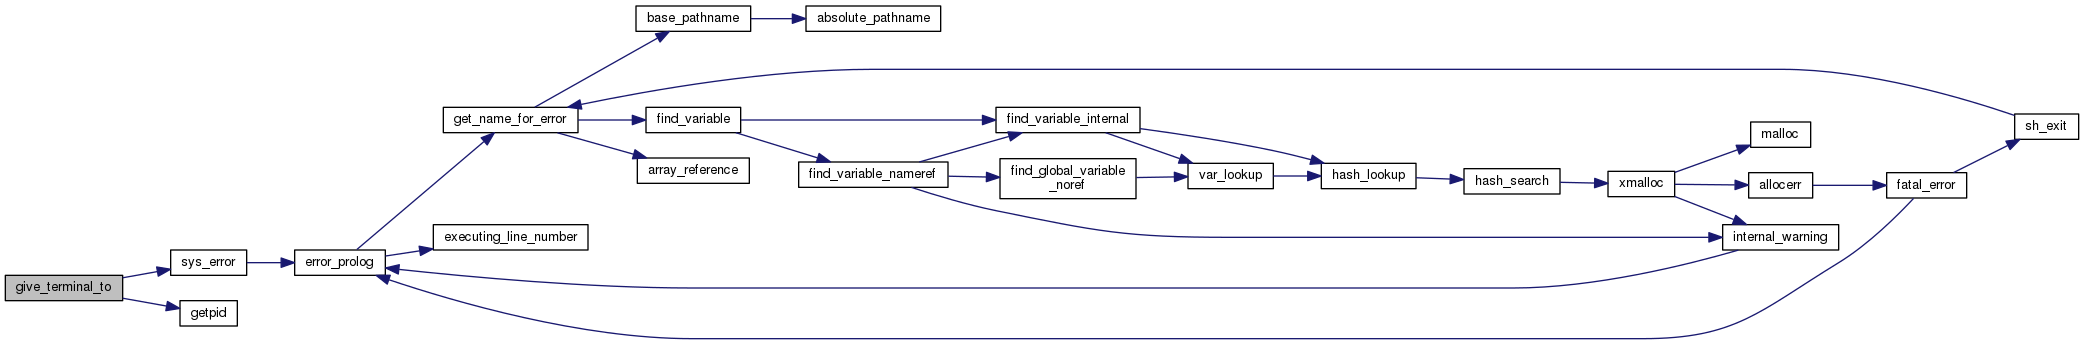 base_pathname
absolute_pathname
get_name_for_error
find_variable
find_variable_internal
sh_exit
malloc
array_reference
find_variable_nameref
find_global_variable
_noref
var_lookup
hash_lookup
hash_search
xmalloc
allocerr
fatal_error
executing_line_number
internal_warning
sys_error
error_prolog
give_terminal_to
getpid